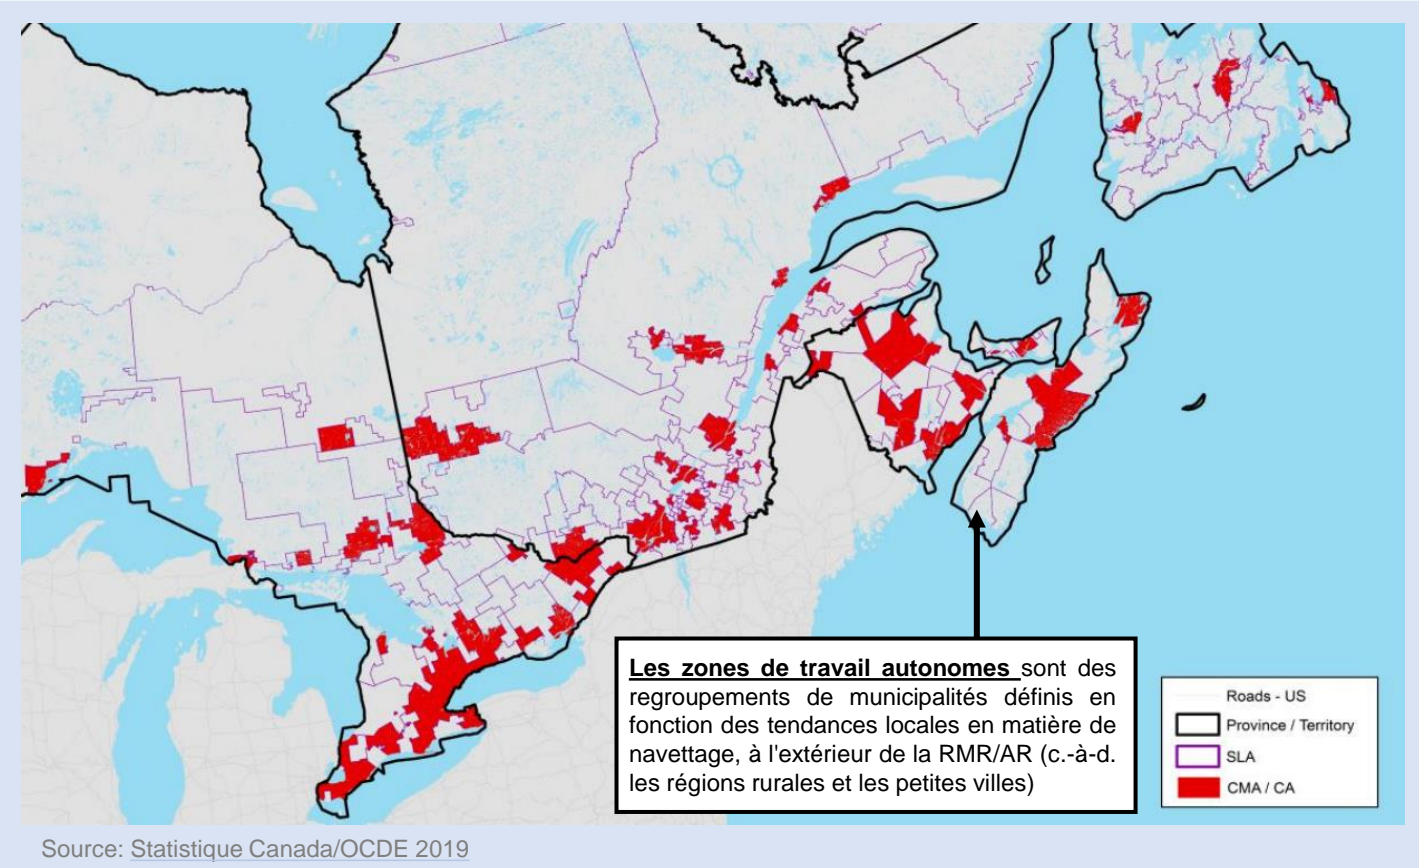 Les zones de travail autonomes sont des
regroupements de municipalités définis en
fonction des tendances locales en matière de
navettage, à l'extérieur de la RMR/AR (c.-à-d.
les régions rurales et les petites villes)
Roads - US
Province / Territory
SLA
CMA / CA
Source: Statistique Canada/OCDE 2019